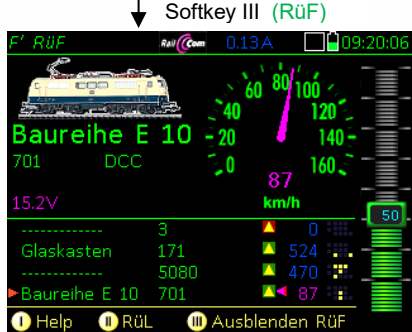 Softkey III (RüF)
F' RüF RailCom 0.13A 09:20:06
60 80 100
40 120
20 140
0 160
Baureihe E 10
701 DCC
87
15.2V km/h
50
------------- 3 0
Glaskasten 171 524
------------- 5080 470
Baureihe E 10 701 87
I Help II RüL III Ausblenden RüF